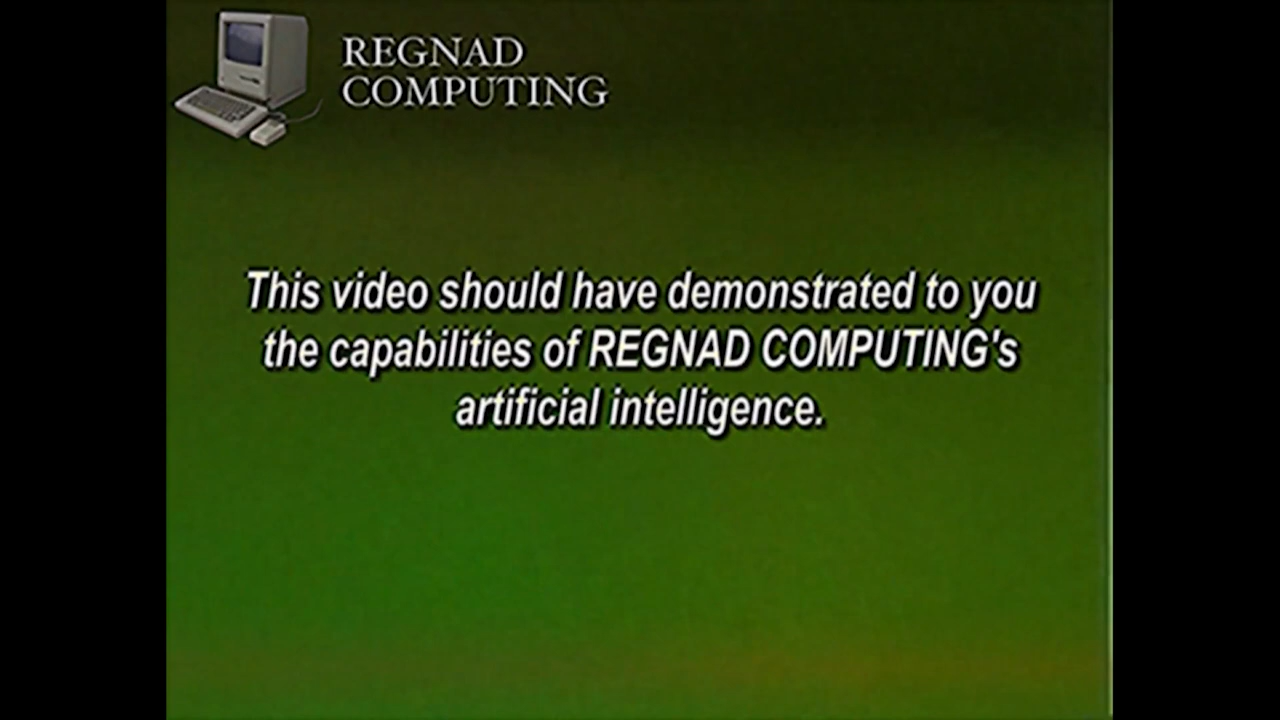 REGNAD
COMPUTING
This video should have demonstrated to you
the capabilities of REGNAD COMPUTING's
artificial intelligence.